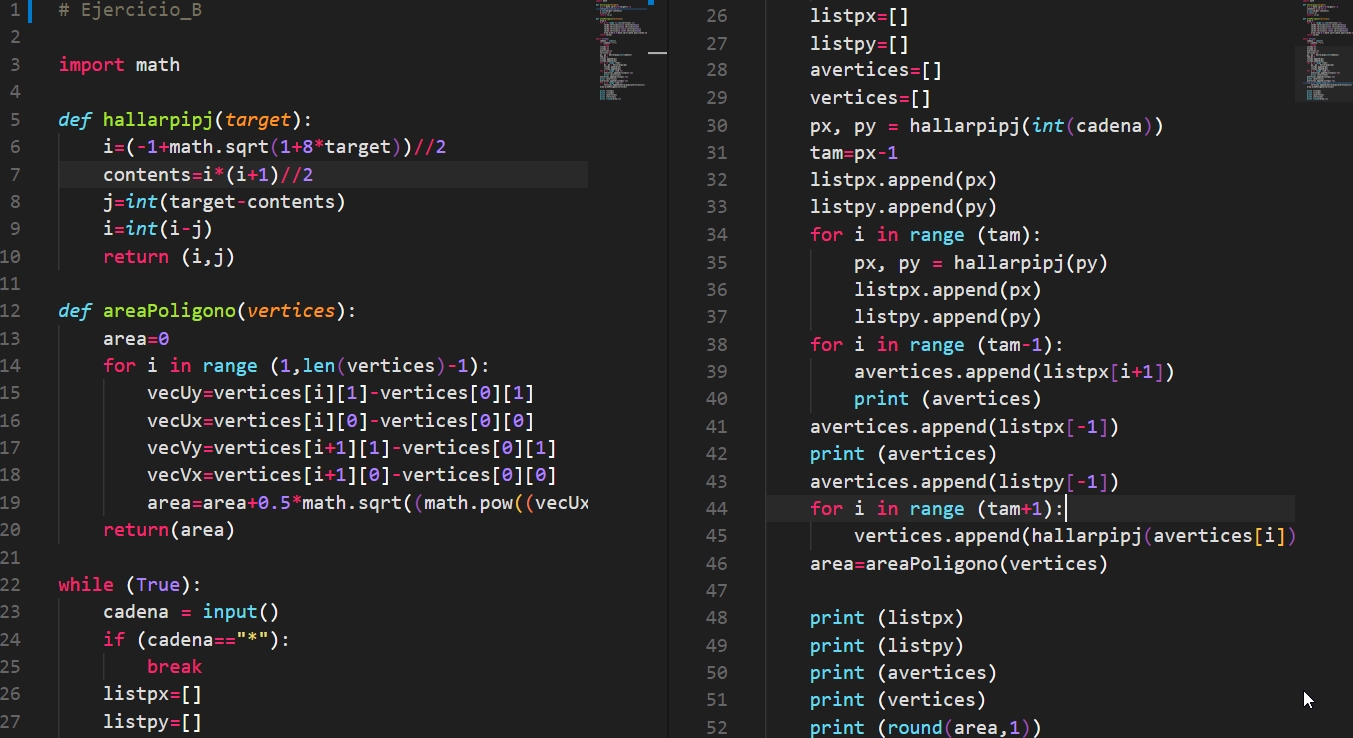 1 # Ejercicio_B
2
3 import math
4
5 def hallarpipj(target):
6 i=(-1+math.sqrt(1+8*target))//2
7 contents=i*(i+1)//2
8 j=int(target-contents)
9 i=int(i-j)
10 return (i,j)
11
12 def areaPoligono(vertices):
13 area=0
14 for i in range (1,len(vertices)-1):
15 vecUy=vertices[i][1]-vertices[0][1]
16 vecUx=vertices[i][0]-vertices[0][0]
17 vecVy=vertices[i+1][1]-vertices[0][1]
18 vecVx=vertices[i+1][0]-vertices[0][0]
19 area=area+0.5*math.sqrt((math.pow((vecUx
20 return(area)
21
22 while (True):
23 cadena = input()
24 if (cadena=="*"):
25 break
26 listpx=[]
27 listpy=[]
26 listpx=[]
27 listpy=[]
28 avertices=[]
29 vertices=[]
30 px, py = hallarpipj(int(cadena))
31 tam=px-1
32 listpx.append(px)
33 listpy.append(py)
34 for i in range (tam):
35 px, py = hallarpipj(py)
36 listpx.append(px)
37 listpy.append(py)
38 for i in range (tam-1):
39 avertices.append(listpx[i+1])
40 print (avertices)
41 avertices.append(listpx[-1])
42 print (avertices)
43 avertices.append(listpy[-1])
44 for i in range (tam+1):
45 vertices.append(hallarpipj(avertices[i])
46 area=areaPoligono(vertices)
47
48 print (listpx)
49 print (listpy)
50 print (avertices)
51 print (vertices)
52 print (round(area,1))